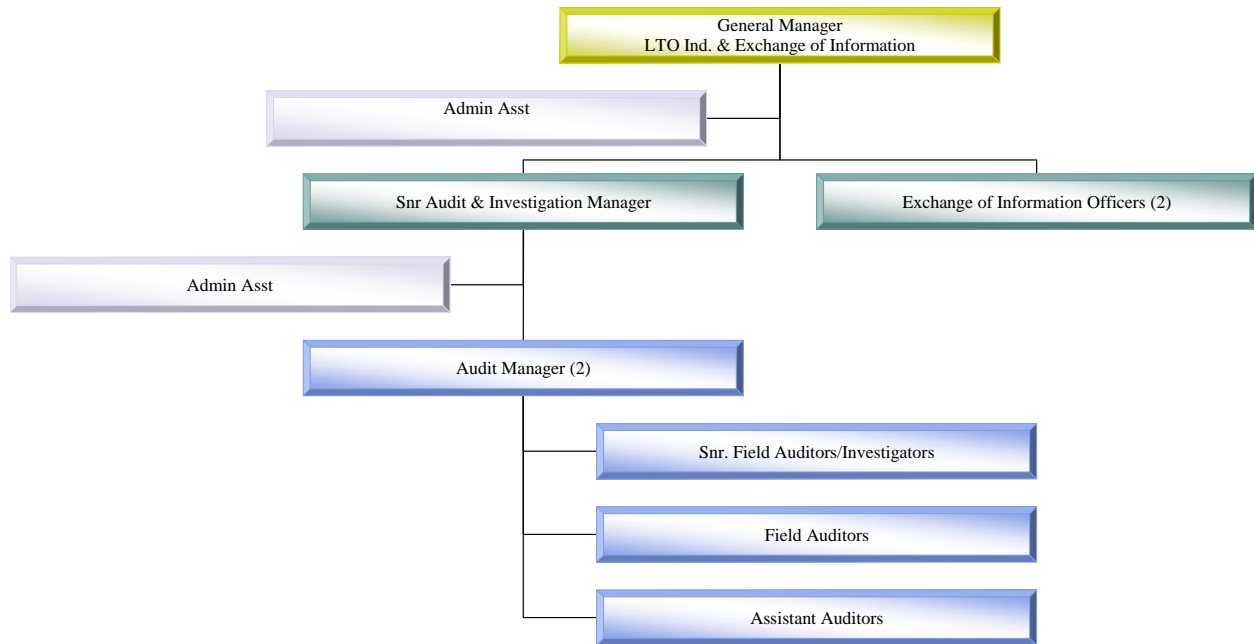 General Manager
LTO Ind. & Exchange of Information
Admin Asst
Snr Audit & Investigation Manager
Exchange of Information Officers (2)
Admin Asst
Audit Manager (2)
Snr. Field Auditors/Investigators
Field Auditors
Assistant Auditors